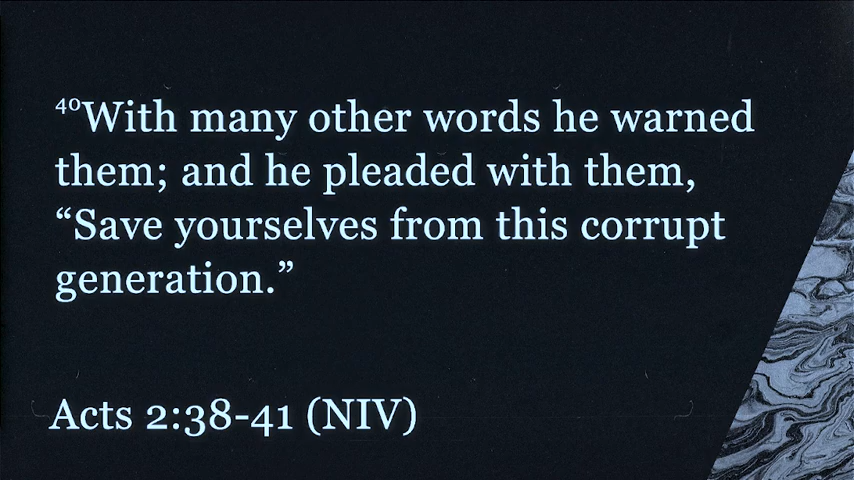 ⁴⁰With many other words he warned
them; and he pleaded with them,
“Save yourselves from this corrupt
generation.”
Acts 2:38-41 (NIV)